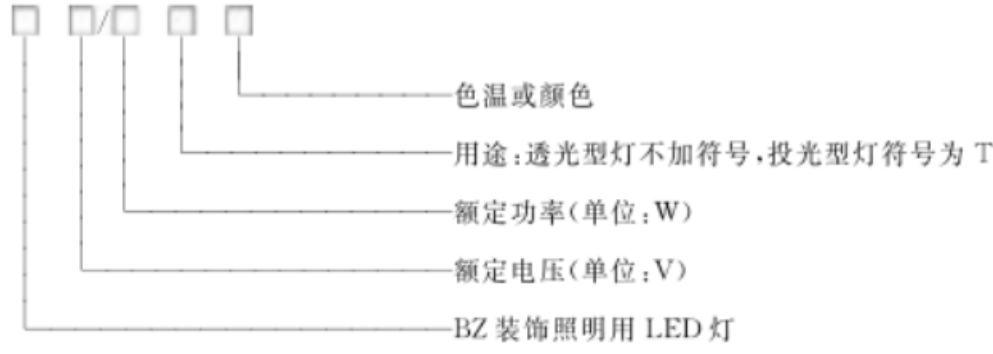 □ □/□ □ □
色温或颜色
用途:透光型灯不加符号,投光型灯符号为 T
额定功率(单位:W)
额定电压(单位:V)
BZ 装饰照明用 LED 灯